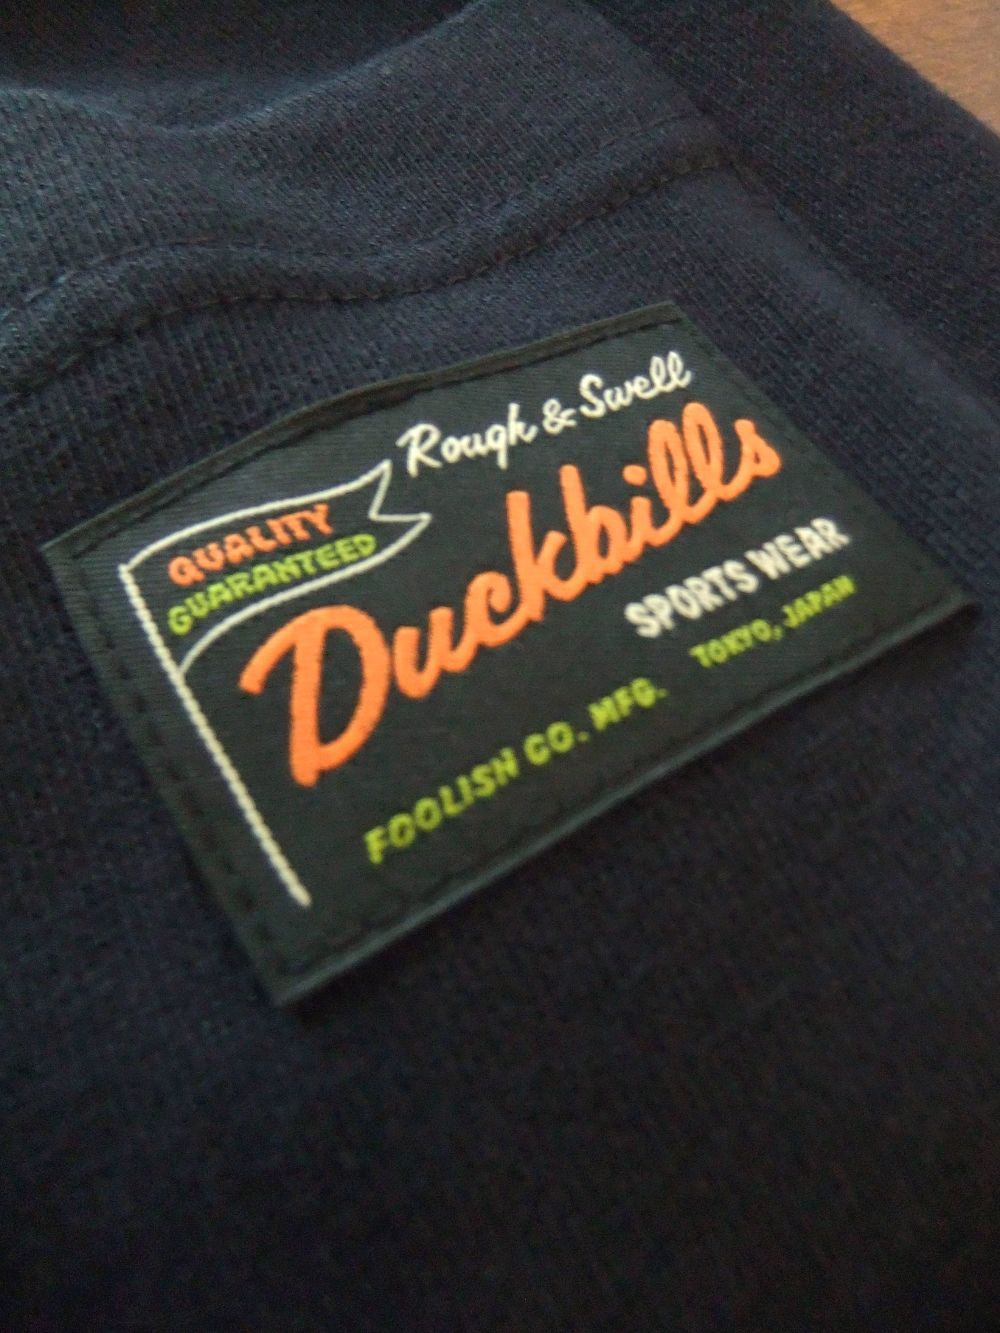 Rough & Swell
QUALITY
GUARANTEED
Duckbills
SPORTS WEAR
TOKYO, JAPAN
FOOLISH CO. MFG.